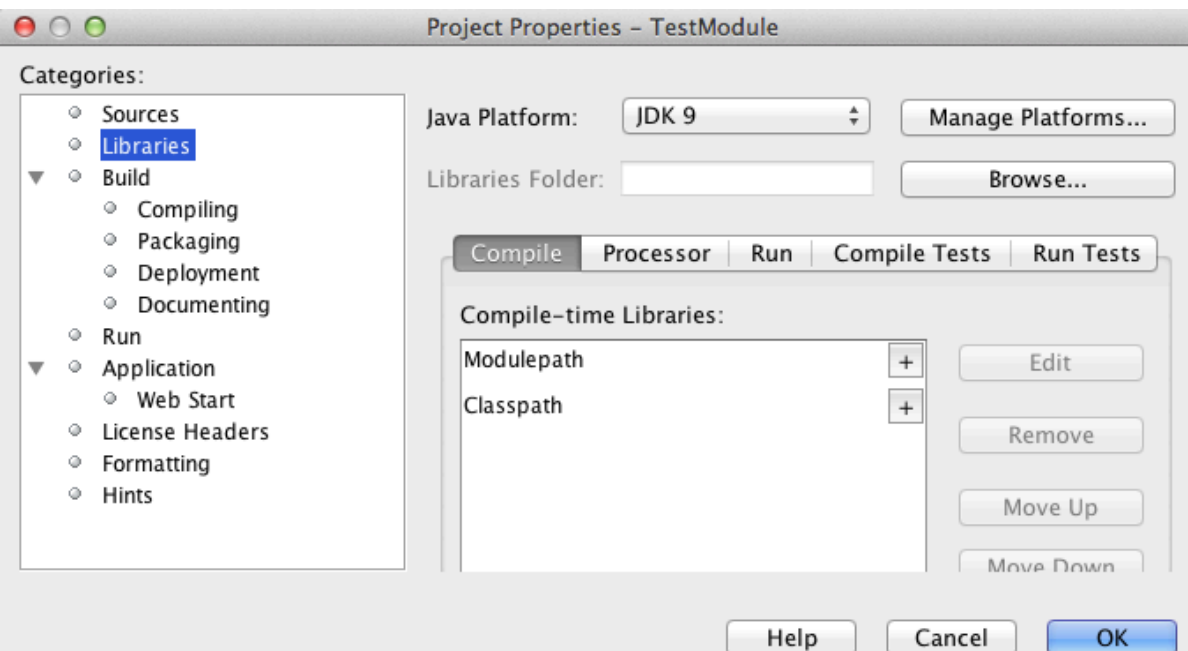 Project Properties – TestModule
Categories:
Sources
Libraries
Build
Compiling
Packaging
Deployment
Documenting
Run
Application
Web Start
License Headers
Formatting
Hints
Java Platform:
JDK 9
Manage Platforms...
Libraries Folder:
Browse...
Compile
Processor
Run
Compile Tests
Run Tests
Compile-time Libraries:
Modulepath
+
Classpath
+
Edit
Remove
Move Up
Move Down
Help
Cancel
OK